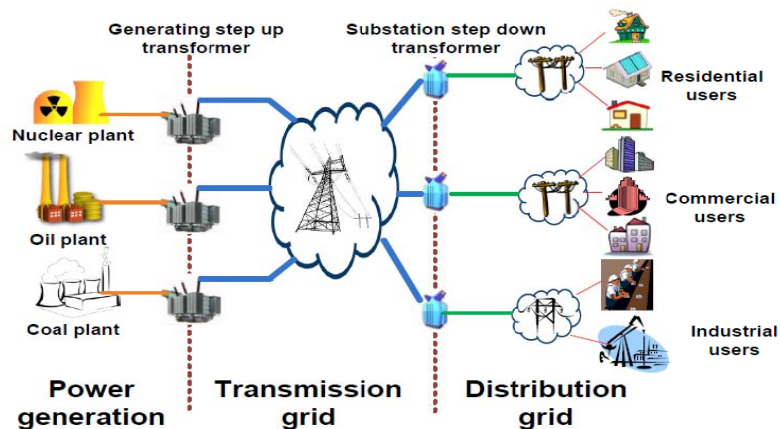 Generating step up
transformer
Substation step down
transformer
Nuclear plant
Oil plant
Coal plant
Residential
users
Commercial
users
Industrial
users
Power
generation
Transmission
grid
Distribution
grid